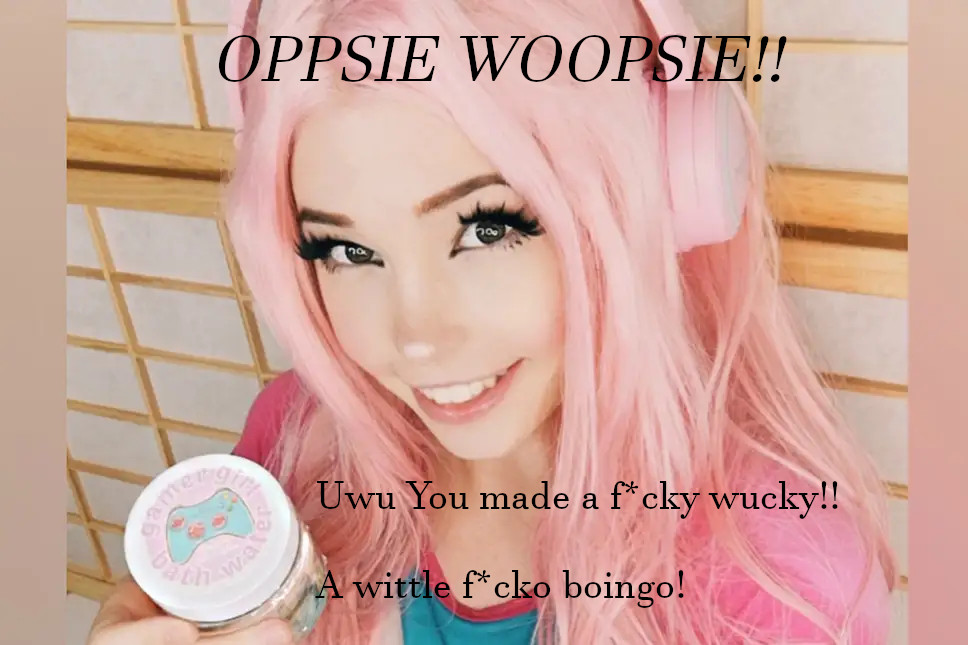 OPPSIE WOOPSIE!!
gamer girl
bath water
Uwu You made a f*cky wucky!!
A wittle f*cko boingo!